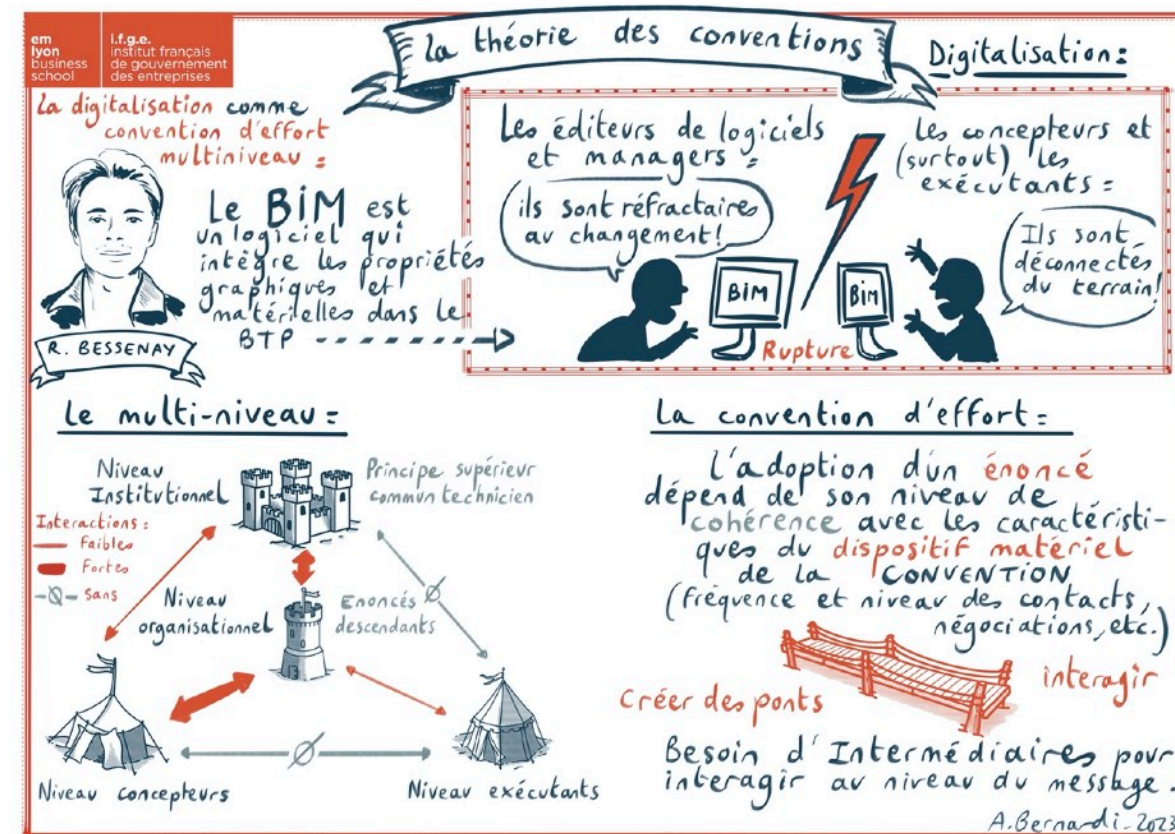 em
lyon
business
school
i.f.g.e.
institut français
de gouvernement
des entreprises
la théorie des conventions
Digitalisation :
La digitalisation comme
convention d'effort
multiniveau :
R. BESSENAY
Le BIM est
un logiciel qui
intègre les propriétés
graphiques et
matérielles dans le
BTP
Les éditeurs de logiciels
et managers :
ils sont réfractaires
au changement !
BIM
Rupture
BIM
Les concepteurs et
(surtout) les
exécutants :
Ils sont
déconnectés
du terrain !
Le multi-niveau :
Niveau
Institutionnel
Principe supérieur
commun technicien
Interactions :
Faibles
Fortes
Sans
Niveau
organisationnel
Enoncés
descendants
Niveau concepteurs
Niveau exécutants
La convention d'effort :
L'adoption d'un énoncé
dépend de son niveau de
cohérence avec les caractéristi-
ques du dispositif matériel
de la CONVENTION
(fréquence et niveau des contacts,
négociations, etc.)
Créer des ponts
interagir
Besoin d'Intermédiaires pour
interagir au niveau du message.
A. Bernardi - 2023